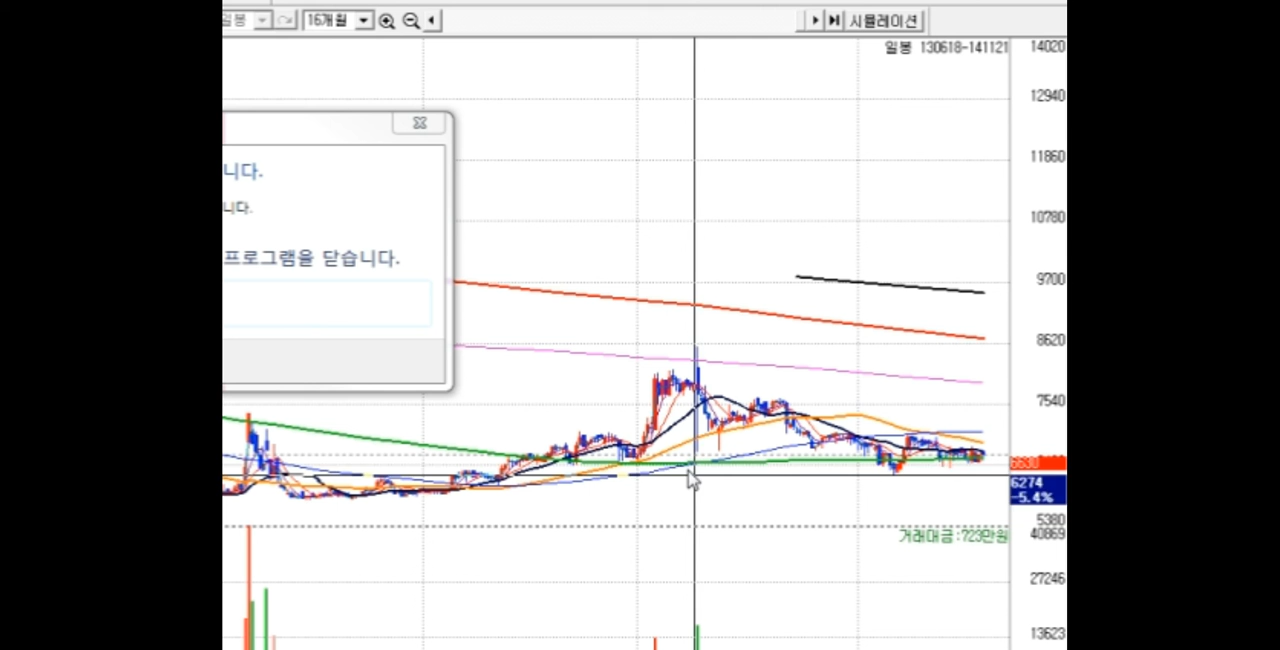 일봉 16개월 시뮬레이션
일봉 130618-141121
14020
12940
11860
10780
9700
8620
7540
6630
6274
-5.4%
5380
니다.
니다.
프로그램을 닫습니다.
거래대금:723만원
40869
27246
13623